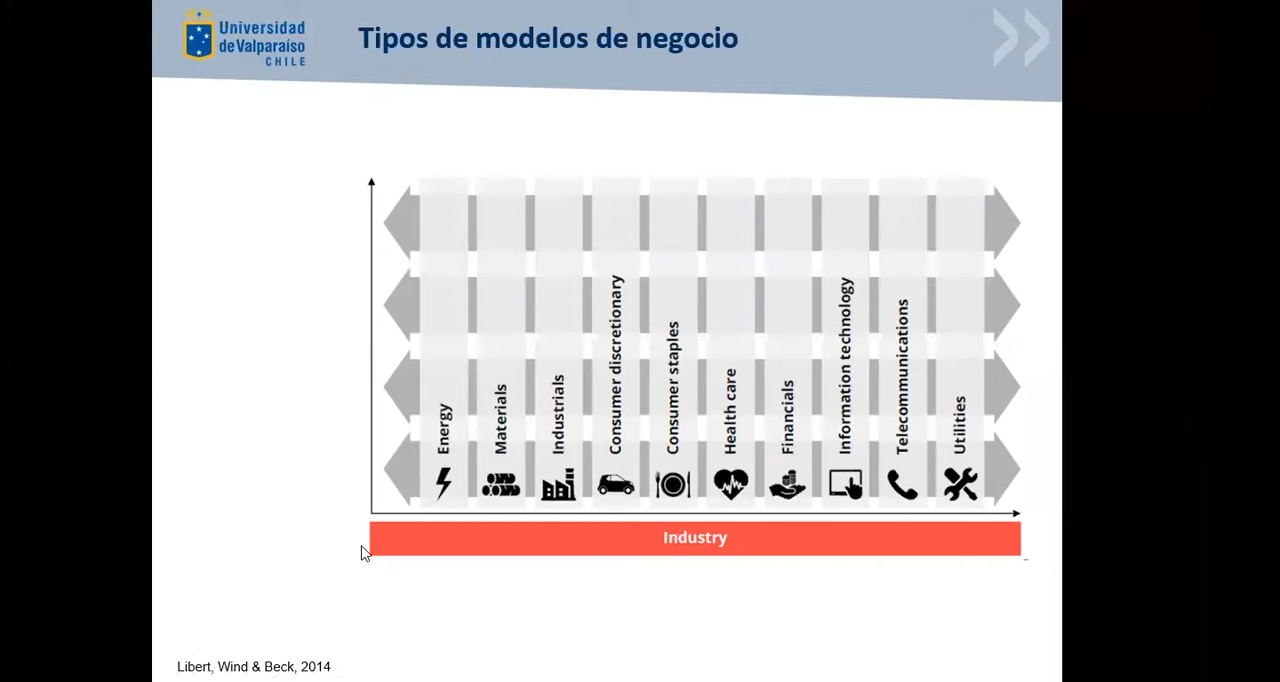 Universidad
de Valparaíso
CHILE
Tipos de modelos de negocio
Energy
Materials
Industrials
Consumer discretionary
Consumer staples
Health care
Financials
Information technology
Telecommunications
Utilities
Industry
Libert, Wind & Beck, 2014